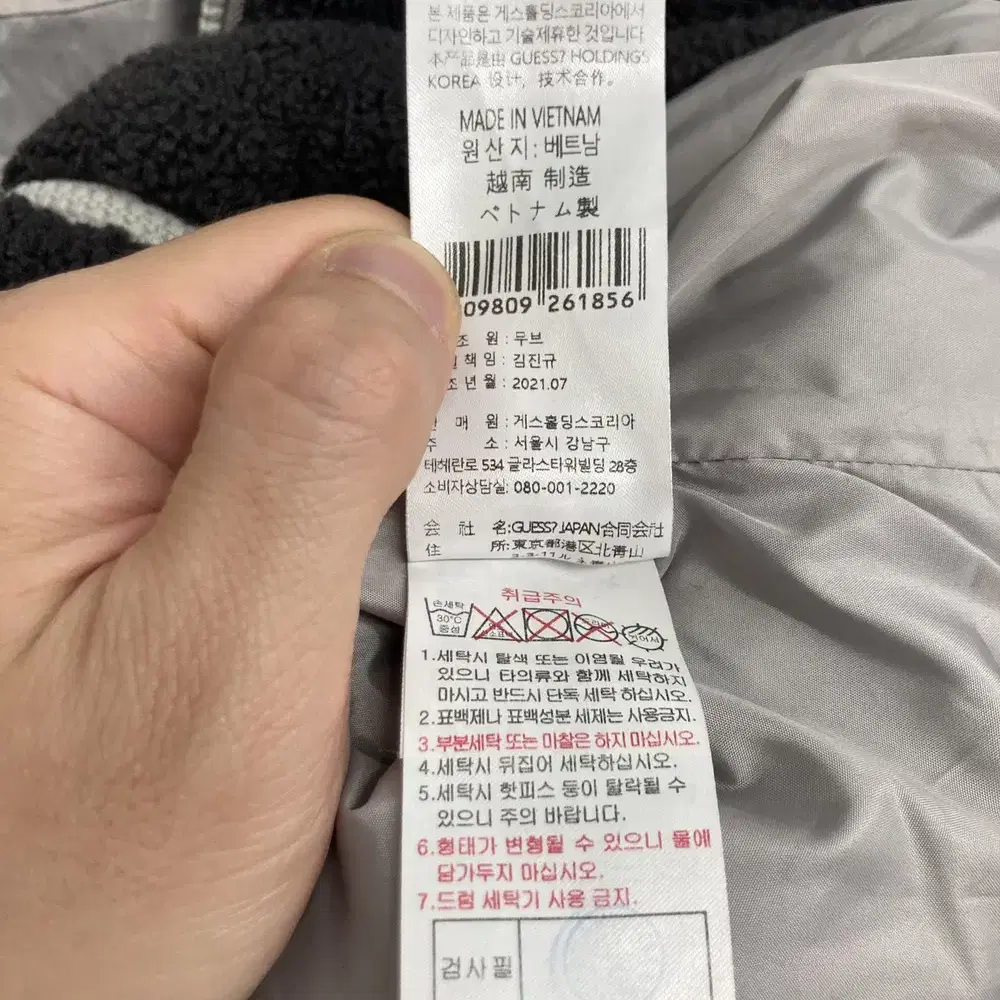 본 제품은 게스홀딩스코리아에서
디자인하고 기술제휴한 것입니다
本产品是由 GUESS? HOLDINGS
KOREA 设计, 技术合作。
MADE IN VIETNAM
원산지: 베트남
越南 制造
ベトナム製
09809 261856
조 원 : 무브
책임 : 김진규
조년월 : 2021.07
매 원 : 게스홀딩스코리아
주 소 : 서울시 강남구
테헤란로 534 글라스타워빌딩 28층
소비자상담실: 080-001-2220
会 社 名:GUESS? JAPAN合同会社
住 所:東京都港区北青山
취급주의
손세탁
30°C
중성
1.세탁시 탈색 또는 이염될 우려가
있으니 타의류와 함께 세탁하지
마시고 반드시 단독 세탁 하십시오.
2.표백제나 표백성분 세제는 사용금지.
3.부분세탁 또는 마찰은 하지 마십시오.
4.세탁시 뒤집어 세탁하십시오.
5.세탁시 핫피스 등이 탈락될 수
있으니 주의 바랍니다.
6.형태가 변형될 수 있으니 물에
담가두지 마십시오.
7.드럼 세탁기 사용 금지.
검사필